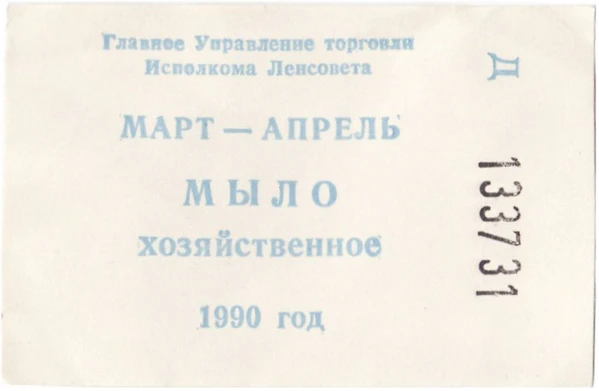 Главное Управление торговли
Исполкома Ленсовета
МАРТ — АПРЕЛЬ
МЫЛО
хозяйственное
1990 год
Д
133731